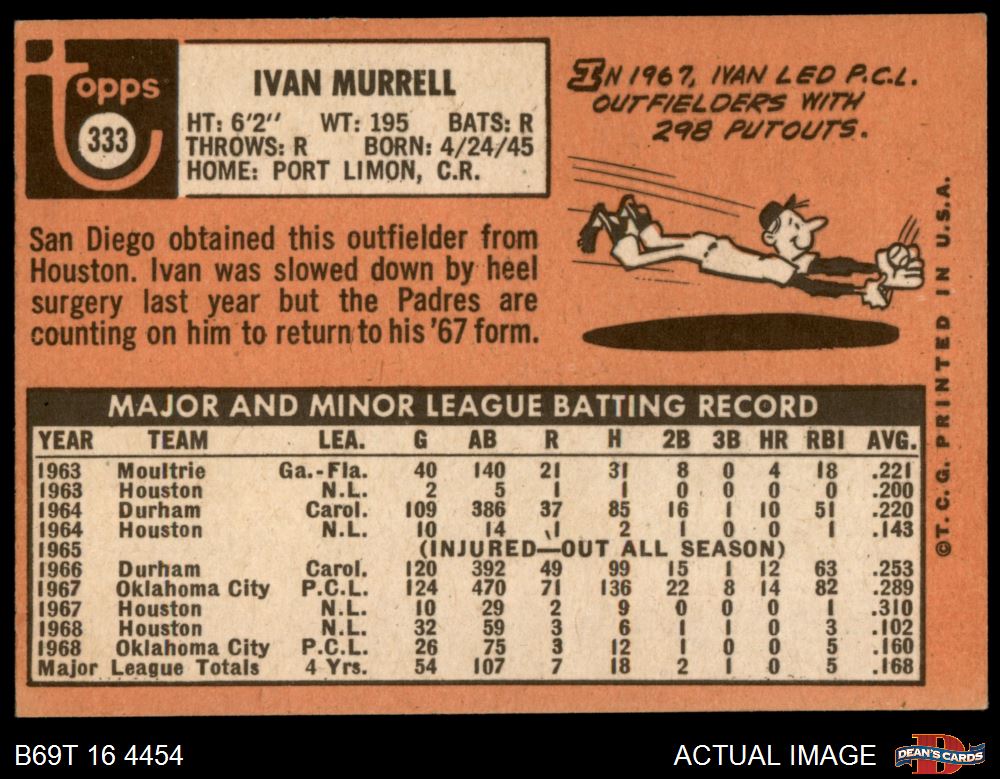 Topps
333
IVAN MURRELL
HT: 6'2" WT: 195 BATS: R
THROWS: R BORN: 4/24/45
HOME: PORT LIMON, C.R.
IN 1967, IVAN LED P.C.L.
OUTFIELDERS WITH
298 PUTOUTS.
San Diego obtained this outfielder from
Houston. Ivan was slowed down by heel
surgery last year but the Padres are
counting on him to return to his '67 form.
MAJOR AND MINOR LEAGUE BATTING RECORD
YEAR TEAM LEA. G AB R H 2B 3B HR RBI AVG.
1963 Moultrie Ga.-Fla. 40 140 21 31 8 0 4 18 .221
1963 Houston N.L. 2 5 1 1 0 0 0 0 .200
1964 Durham Carol. 109 386 37 85 16 1 10 51 .220
1964 Houston N.L. 10 14 1 2 1 0 0 1 .143
1965 (INJURED—OUT ALL SEASON)
1966 Durham Carol. 120 392 49 99 15 1 12 63 .253
1967 Oklahoma City P.C.L. 124 470 71 136 22 8 14 82 .289
1967 Houston N.L. 10 29 2 9 0 0 0 1 .310
1968 Houston N.L. 32 59 3 6 1 1 0 3 .102
1968 Oklahoma City P.C.L. 26 75 3 12 1 0 0 5 .160
Major League Totals 4 Yrs. 54 107 7 18 2 1 0 5 .168
©T.C.G. PRINTED IN U.S.A.
B69T 16 4454
ACTUAL IMAGE
DEAN'S CARDS